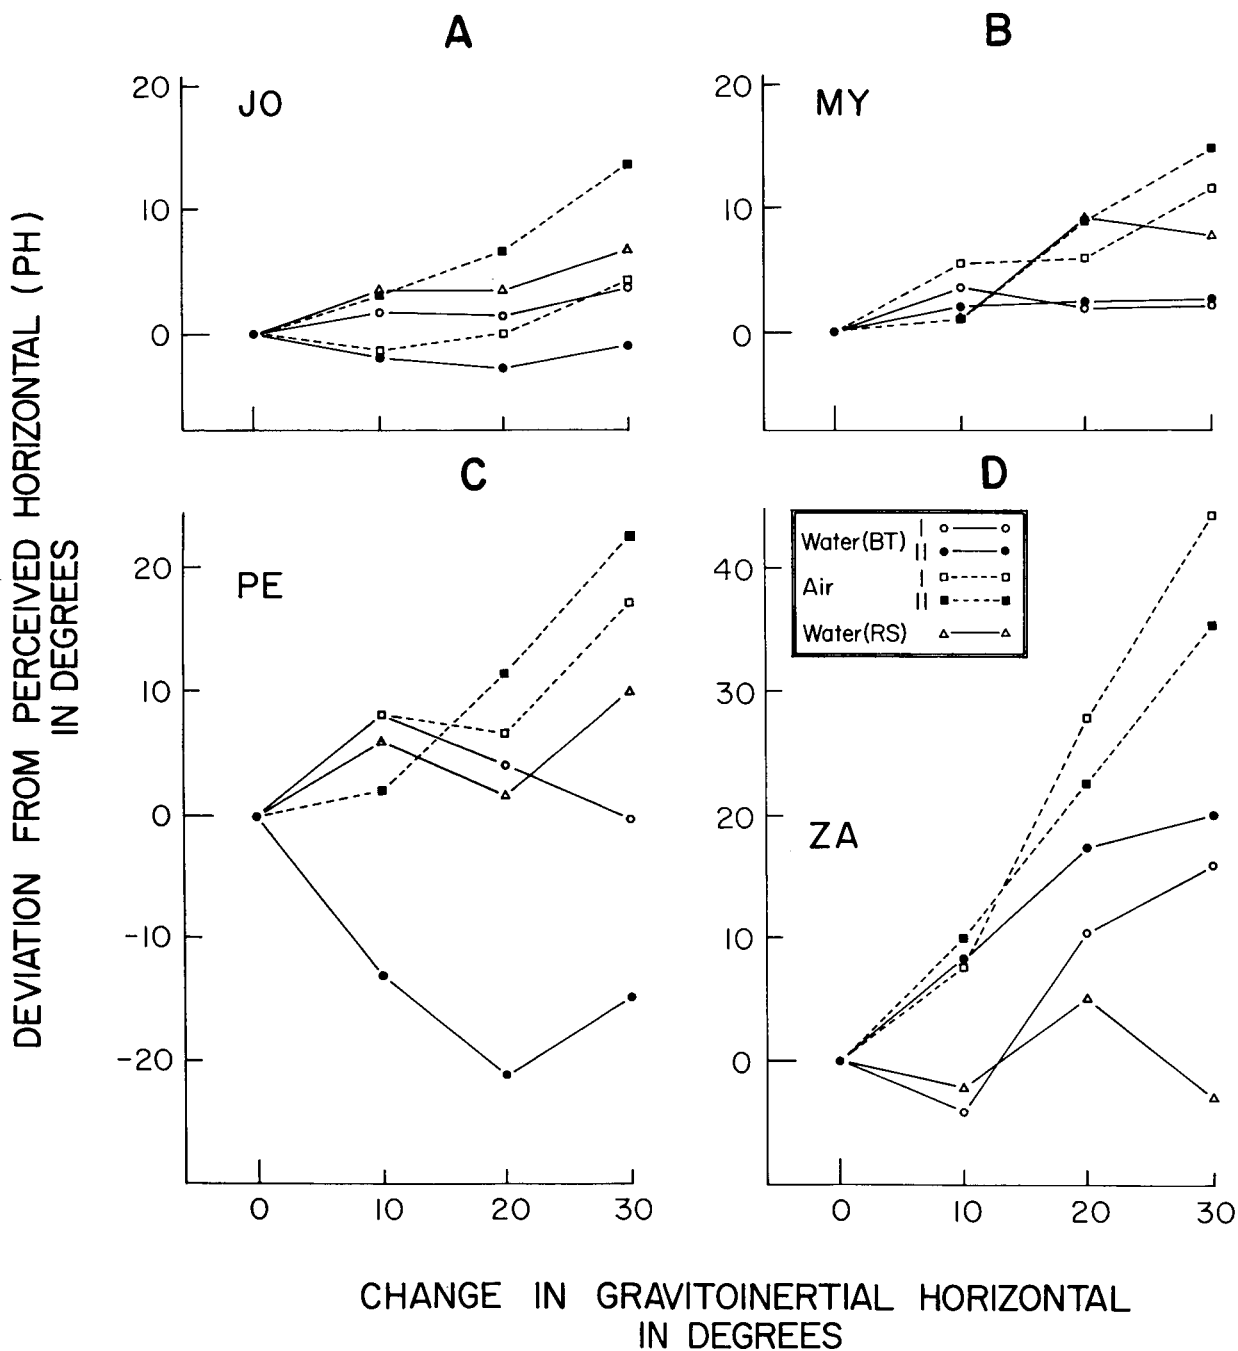 A
20
JO
10
0
B
20
MY
10
0
DEVIATION FROM PERCEIVED HORIZONTAL (PH)
IN DEGREES
C
20
PE
10
0
-10
-20
0 10 20 30
D
Water(BT) I
II
Air I
II
Water(RS)
40
30
20
ZA
10
0
0 10 20 30
CHANGE IN GRAVITOINERTIAL HORIZONTAL
IN DEGREES